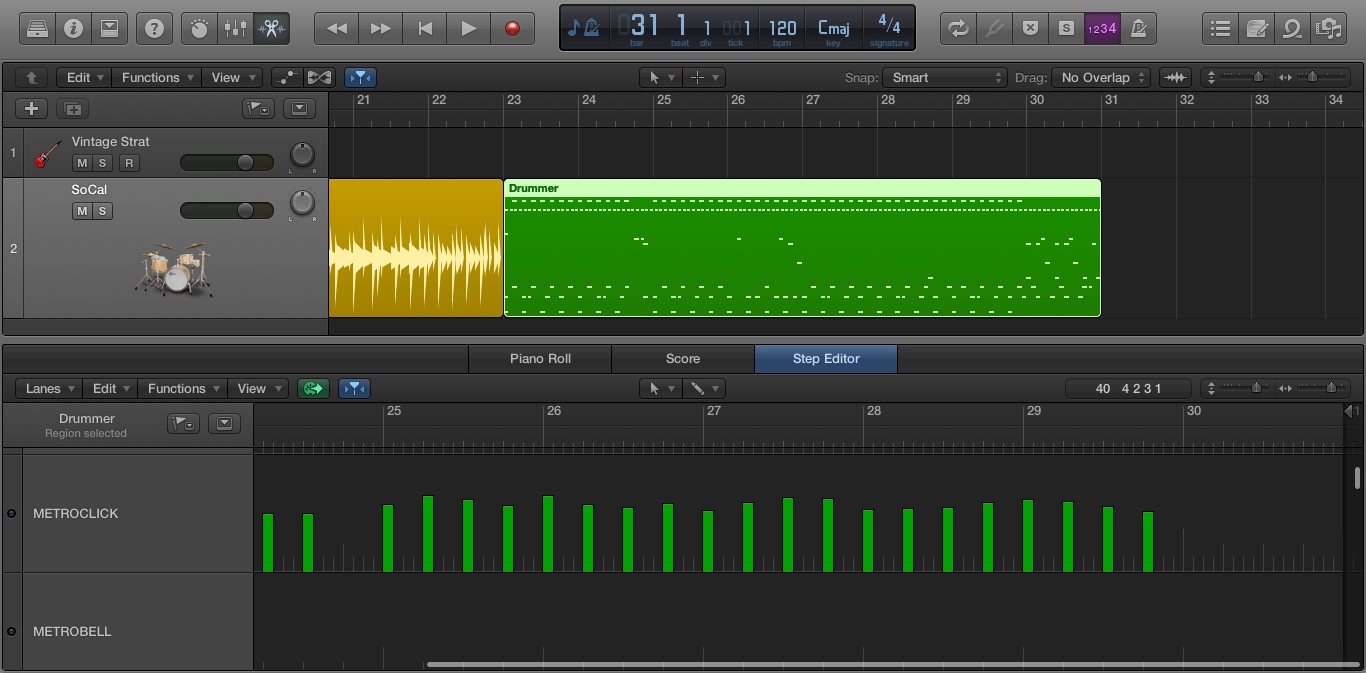 31 1 1 001 120 Cmaj 4/4
bar beat div tick bpm key signature
? S 1234
Edit Functions View Snap: Smart Drag: No Overlap
21 22 23 24 25 26 27 28 29 30 31 32 33 34
1 Vintage Strat
M S R
L R
SoCal
M S
L R
2
Drummer
Piano Roll Score Step Editor
Lanes Edit Functions View 40 4 2 3 1
Drummer
Region selected
25 26 27 28 29 30
METROCLICK
METROBELL